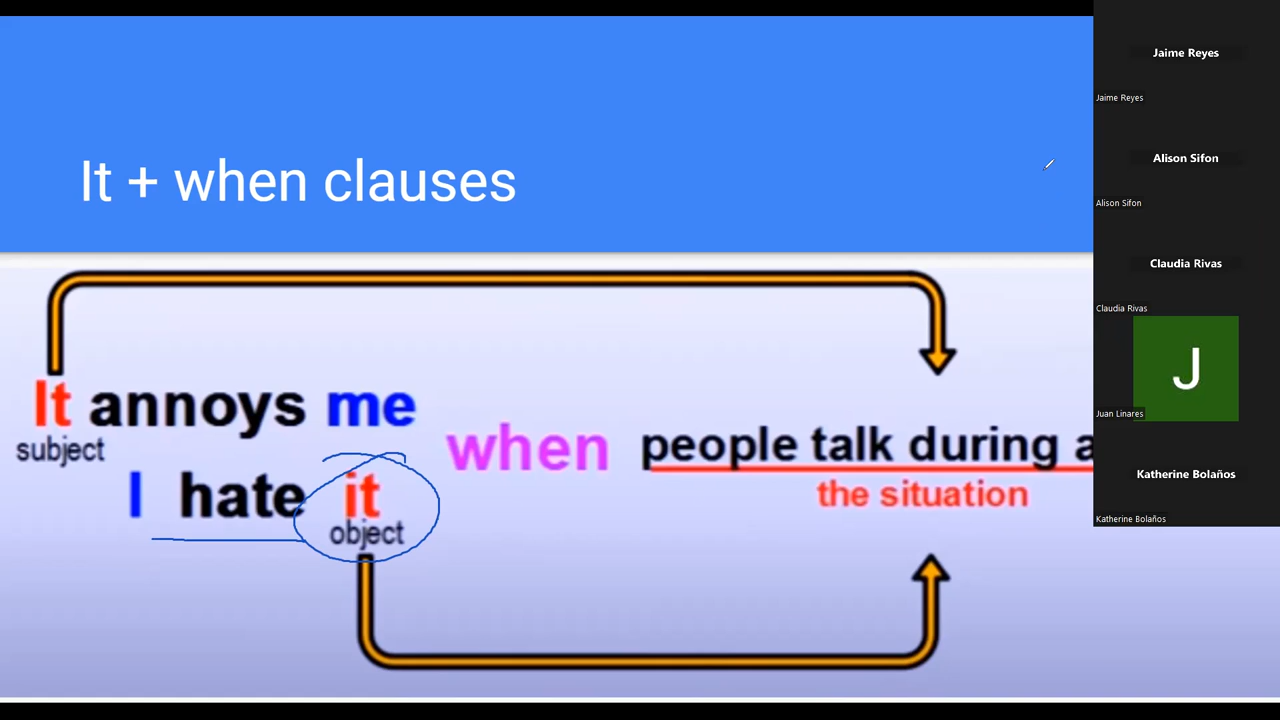 It + when clauses
It annoys me
subject
when people talk during a
the situation
I hate it
object
Jaime Reyes
Jaime Reyes
Alison Sifon
Alison Sifon
Claudia Rivas
Claudia Rivas
J
Juan Linares
Katherine Bolaños
Katherine Bolaños